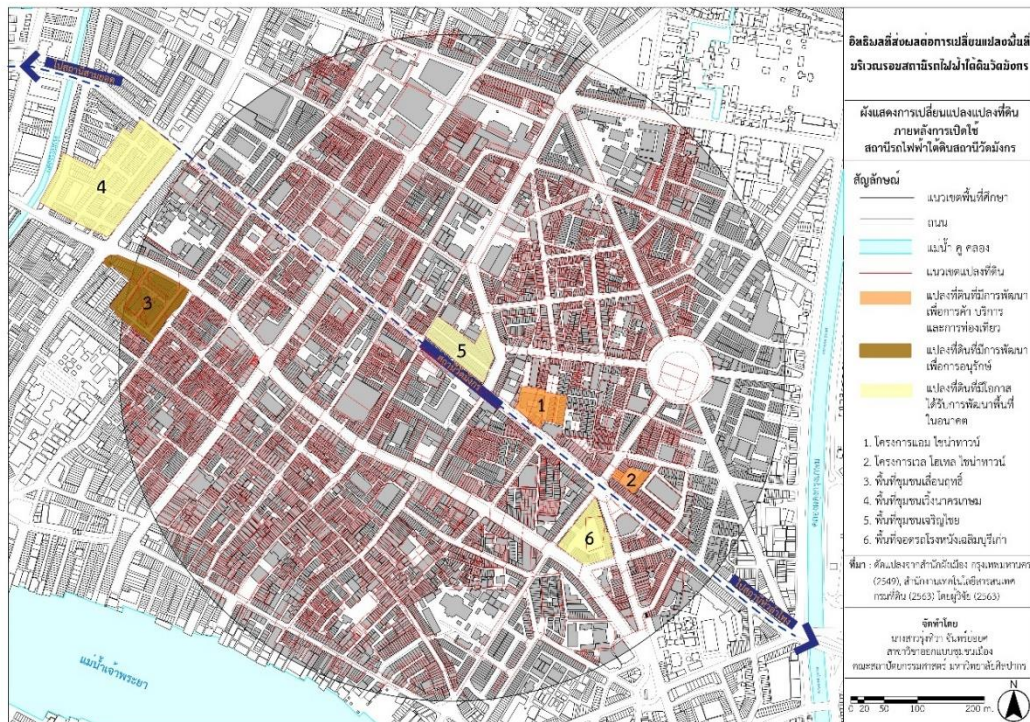 อิทธิพลที่ส่งผลต่อการเปลี่ยนแปลงพื้นที่
บริเวณรอบสถานีรถไฟฟ้าใต้ดินวัดมังกร
ผังแสดงการเปลี่ยนแปลงแปลงที่ดิน
ภายหลังการเปิดใช้
สถานีรถไฟฟ้าใต้ดินสถานีวัดมังกร
สัญลักษณ์
แนวเขตพื้นที่ศึกษา
ถนน
แม่น้ำ คู คลอง
แนวเขตแปลงที่ดิน
แปลงที่ดินที่มีการพัฒนา
เพื่อการค้า บริการ
และการท่องเที่ยว
แปลงที่ดินที่มีการพัฒนา
เพื่อการอนุรักษ์
แปลงที่ดินที่มีโอกาส
ได้รับการพัฒนาพื้นที่
ในอนาคต
1. โครงการแอม ไชน่าทาวน์
2. โครงการเวล โฮเทล ไชน่าทาวน์
3. พื้นที่ชุมชนเลื่อนฤทธิ์
4. พื้นที่ชุมชนเวิ้งนาครเขษม
5. พื้นที่ชุมชนเจริญไชย
6. พื้นที่จอดรถโรงหนังเฉลิมบุรีเก่า
ที่มา : ดัดแปลงจากสำนักผังเมือง กรุงเทพมหานคร
(2549), สำนักงานเทคโนโลยีสารสนเทศ
กรมที่ดิน (2563) โดยผู้วิจัย (2563)
จัดทำโดย
สาขาวิชาออกแบบชุมชนเมือง
คณะสถาปัตยกรรมศาสตร์ มหาวิทยาลัยศิลปากร
0 20 50 100 200 m.
N
ไปสถานีสามยอด
4
3
5
1
2
6
แม่น้ำเจ้าพระยา
คลองผดุงกรุงเกษม